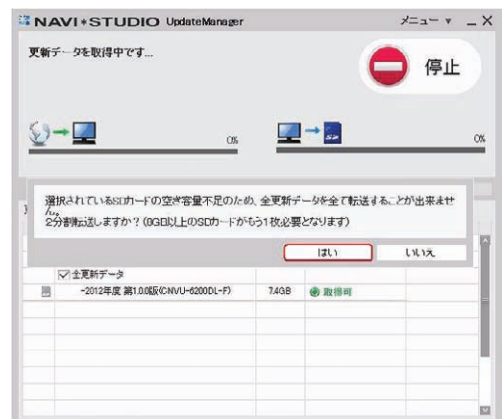 NAVI*STUDIO UpdateManager メニュー
更新データを取得中です...
停止
0% 0%
選択されているSDカードの空き容量不足のため、全更新データを全て転送することが出来ませ
ん。
2分割転送しますか？(8GB以上のSDカードがもう1枚必要となります)
はい いいえ
全更新データ
-2012年度 第1.0.0版(CNVU-6200DL-F) 7.4GB 取得可